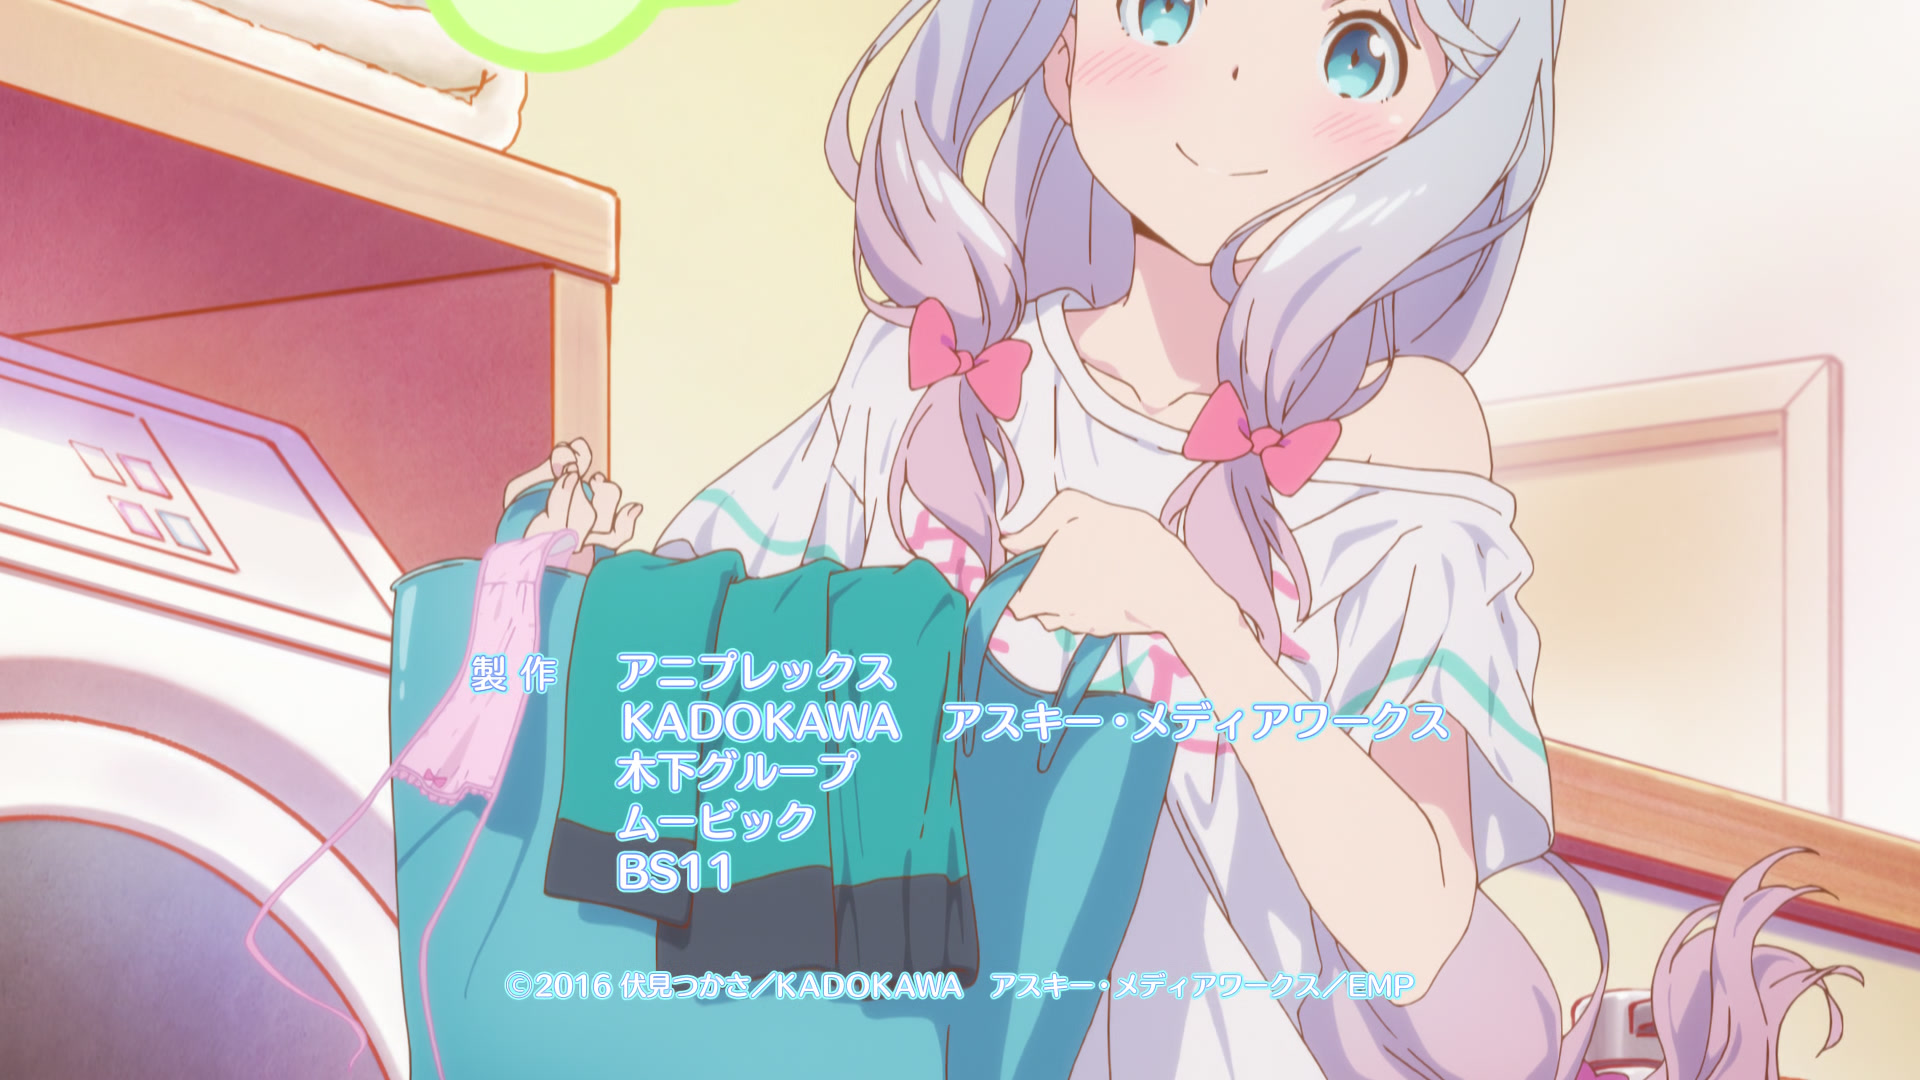 製作 アニプレックス
KADOKAWA アスキー・メディアワークス
木下グループ
ムービック
BS11
©2016 伏見つかさ／KADOKAWA アスキー・メディアワークス／EMP